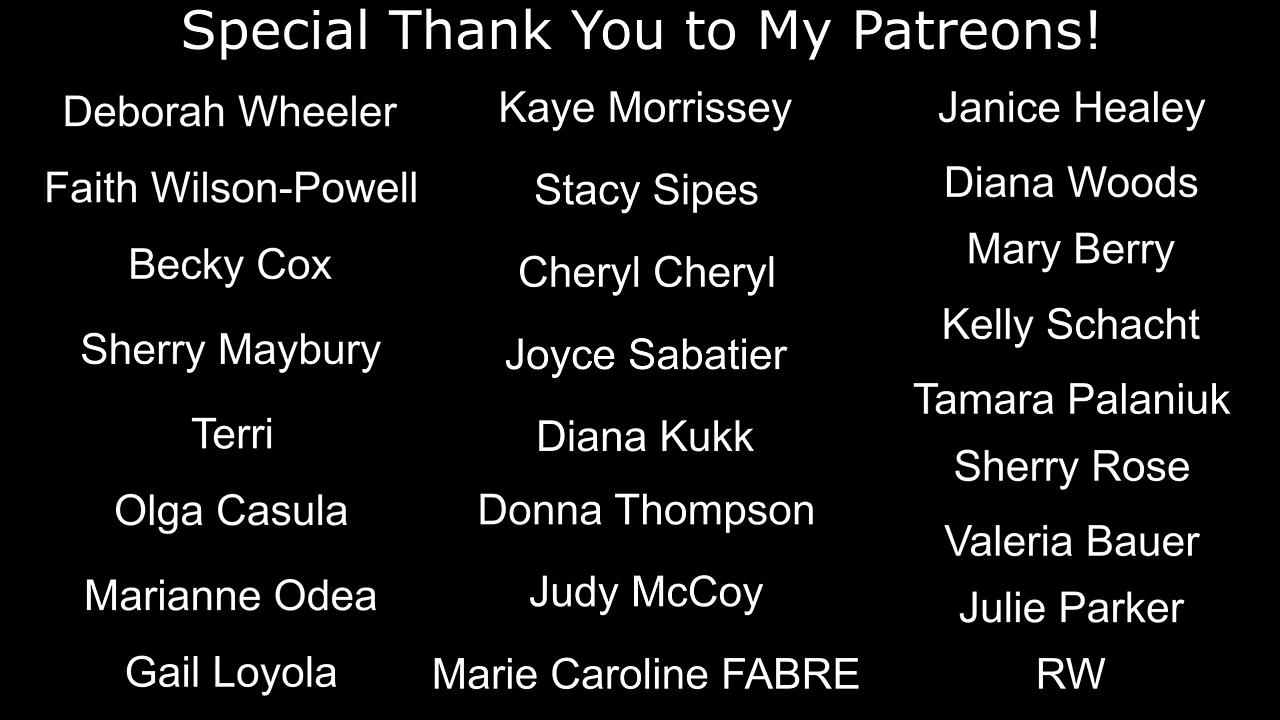 Special Thank You to My Patreons!
Deborah Wheeler
Faith Wilson-Powell
Becky Cox
Sherry Maybury
Terri
Olga Casula
Marianne Odea
Gail Loyola
Kaye Morrissey
Stacy Sipes
Cheryl Cheryl
Joyce Sabatier
Diana Kukk
Donna Thompson
Judy McCoy
Marie Caroline FABRE
Janice Healey
Diana Woods
Mary Berry
Kelly Schacht
Tamara Palaniuk
Sherry Rose
Valeria Bauer
Julie Parker
RW